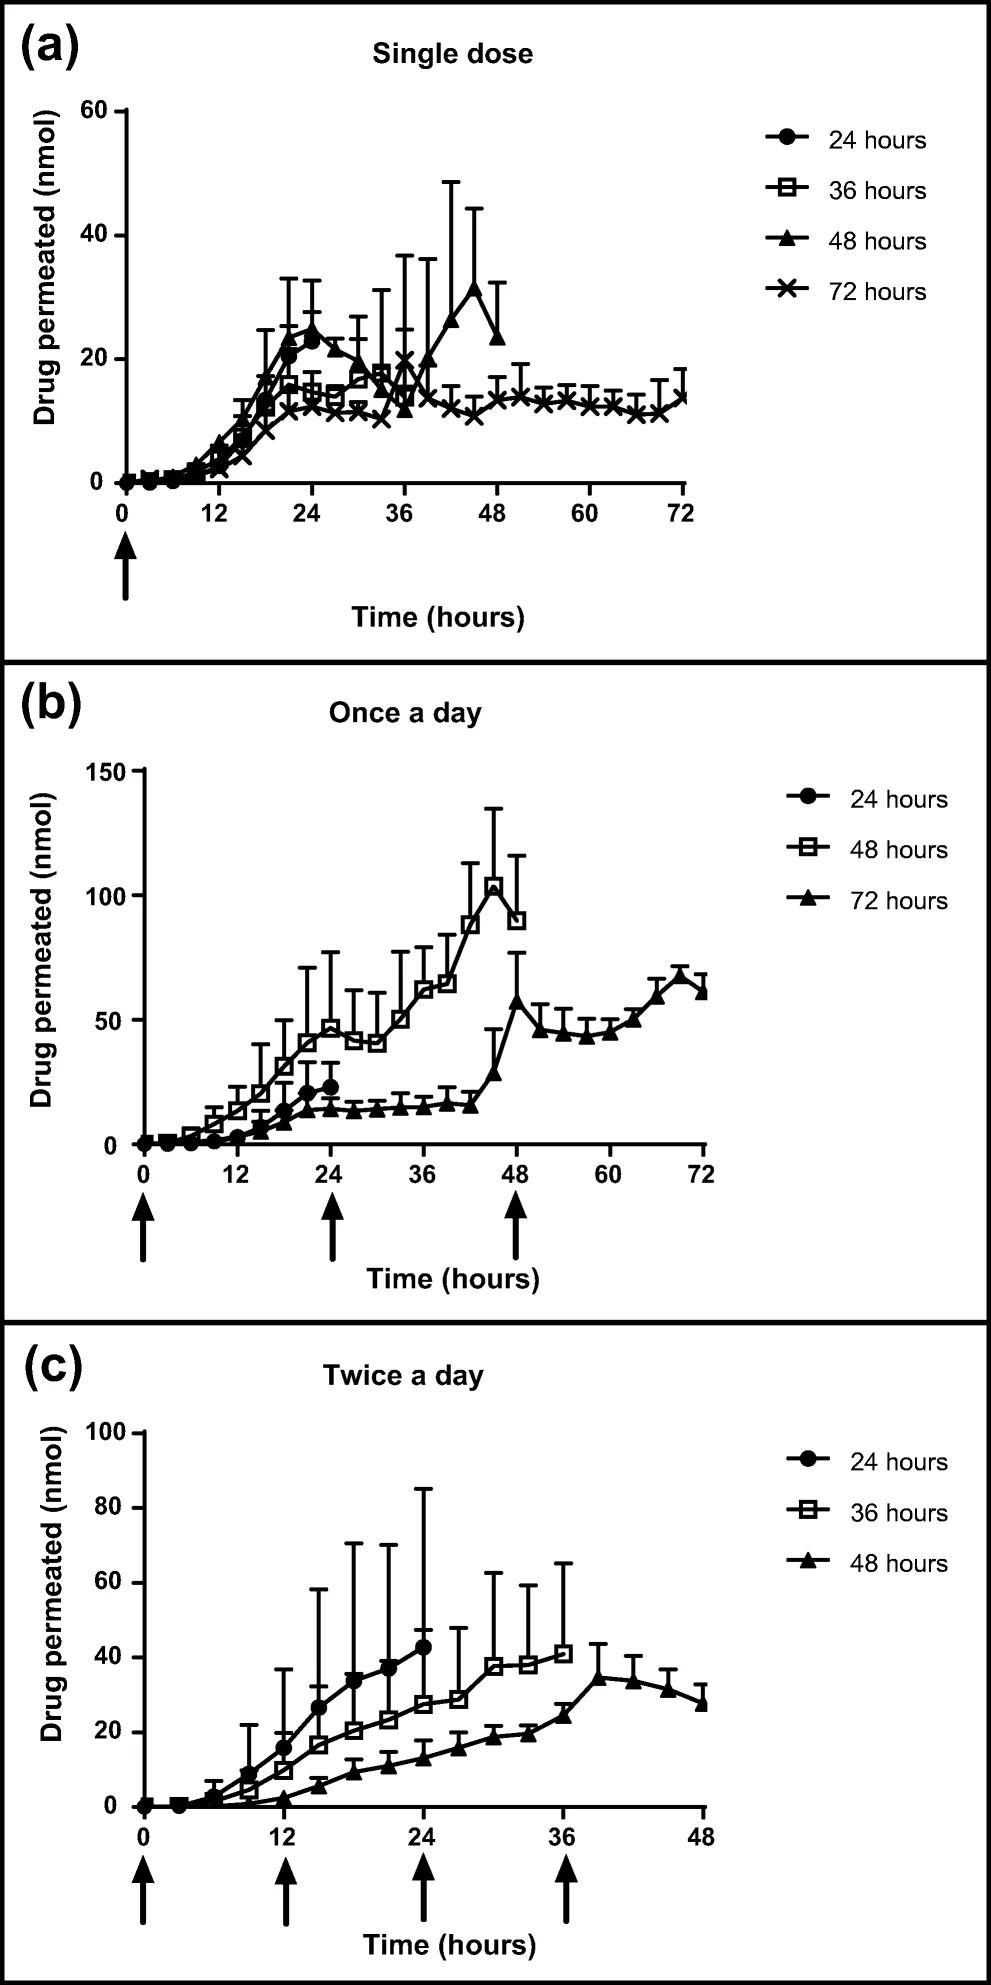 (a)
Single dose
Drug permeated (nmol)
60
40
20
0
0 12 24 36 48 60 72
Time (hours)
24 hours
36 hours
48 hours
72 hours
(b)
Once a day
Drug permeated (nmol)
150
100
50
0
0 12 24 36 48 60 72
Time (hours)
24 hours
48 hours
72 hours
(c)
Twice a day
Drug permeated (nmol)
100
80
60
40
20
0
0 12 24 36 48
Time (hours)
24 hours
36 hours
48 hours